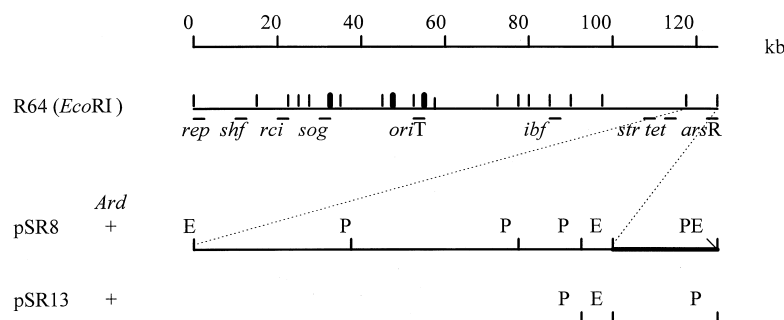 0 20 40 60 80 100 120
kb
R64 (EcoRI)
rep shf rci sog oriT ibf str tet arsR
Ard
pSR8 + E P P P E PE
pSR13 + P E P